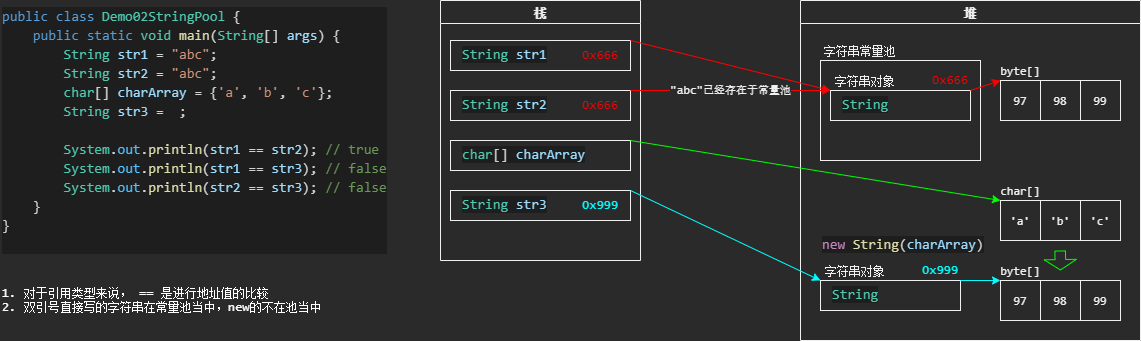 public class Demo02StringPool {
    public static void main(String[] args) {
        String str1 = "abc";
        String str2 = "abc";
        char[] charArray = {'a', 'b', 'c'};
        String str3 =  ;
        System.out.println(str1 == str2); // true
        System.out.println(str1 == str3); // false
        System.out.println(str2 == str3); // false
    }
}
1. 对于引用类型来说， == 是进行地址值的比较
2. 双引号直接写的字符串在常量池当中，new的不在池当中
栈
String str1 0x666
String str2 0x666
char[] charArray
String str3 0x999
"abc"已经存在于常量池
堆
字符串常量池
字符串对象 0x666
String
byte[]
97 98 99
char[]
'a' 'b' 'c'
new String(charArray)
字符串对象 0x999
String
byte[]
97 98 99